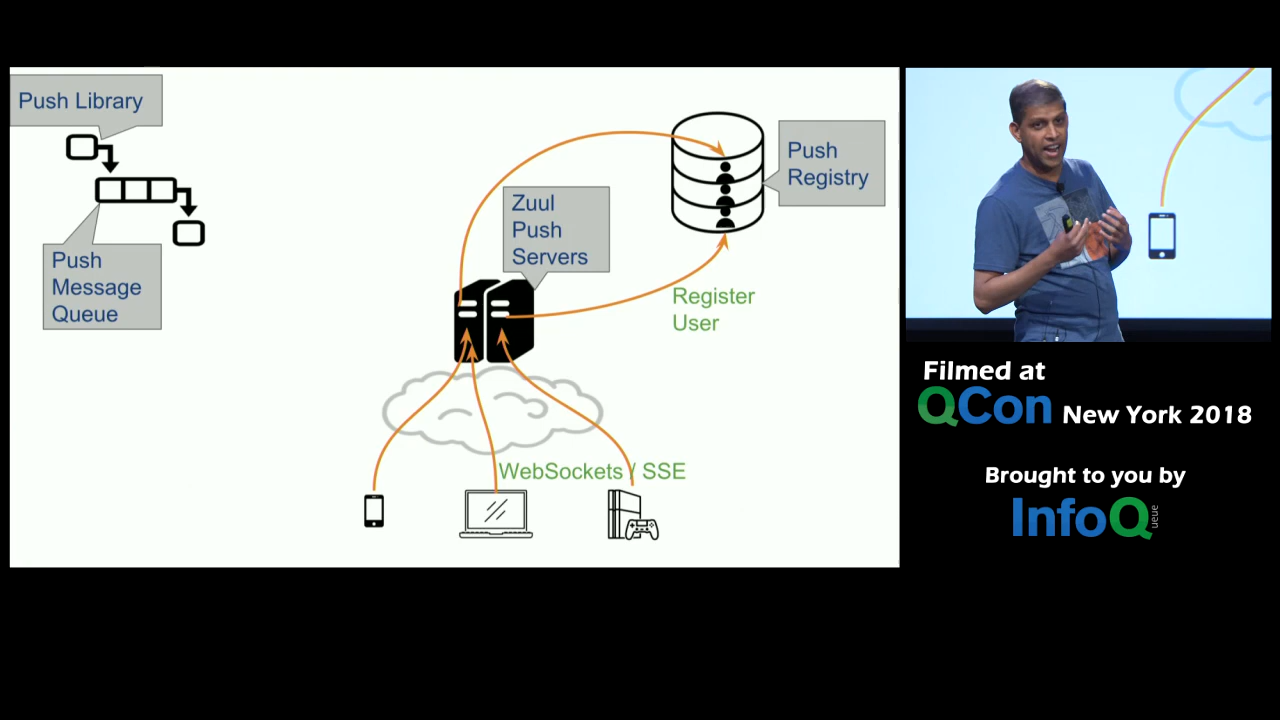 Push Library
Push
Message
Queue
Zuul
Push
Servers
Push
Registry
Register
User
WebSockets / SSE
Filmed at
QCon New York 2018
Brought to you by
InfoQueue